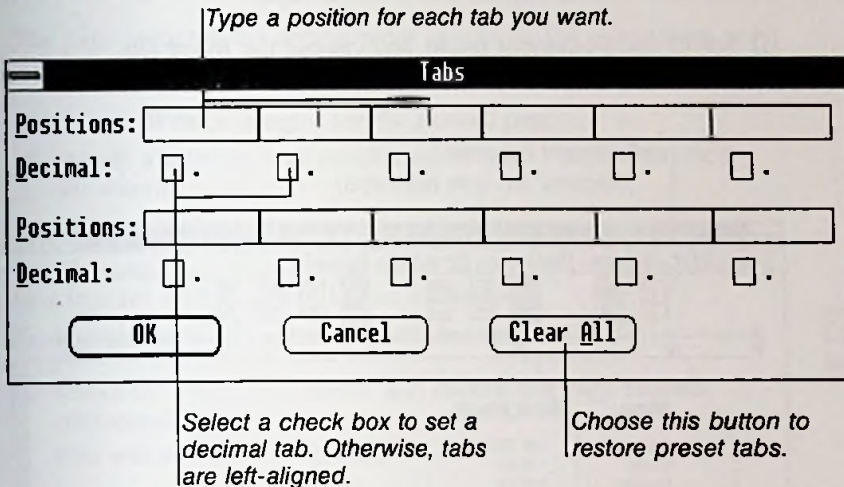 Type a position for each tab you want.
Tabs
Positions:
Decimal: . . . . . .
Positions:
Decimal: . . . . . .
OK Cancel Clear All
Select a check box to set a
decimal tab. Otherwise, tabs
are left-aligned.
Choose this button to
restore preset tabs.